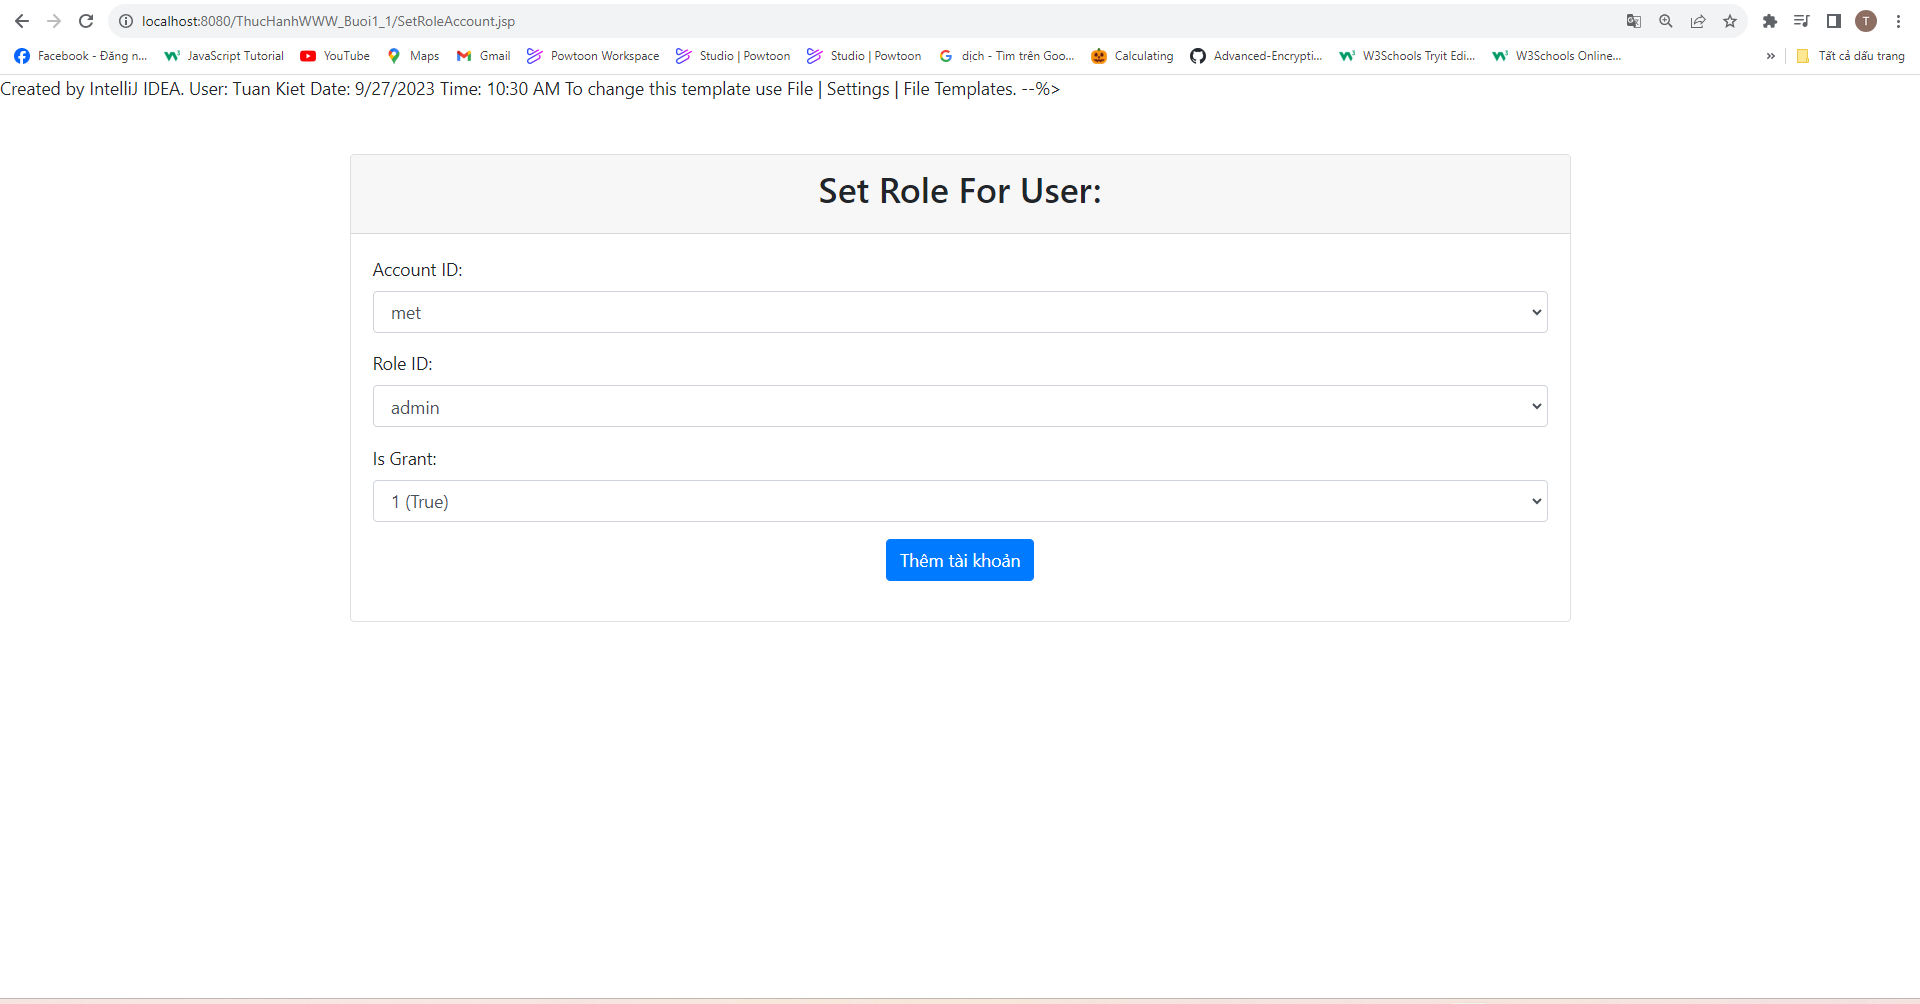 localhost:8080/ThucHanhWWW_Buoi1_1/SetRoleAccount.jsp
T
Facebook - Đăng n... JavaScript Tutorial YouTube Maps Gmail Powtoon Workspace Studio | Powtoon Studio | Powtoon dịch - Tìm trên Goo... Calculating Advanced-Encrypti... W3Schools Tryit Edi... W3Schools Online... » Tất cả dấu trang
Created by IntelliJ IDEA. User: Tuan Kiet Date: 9/27/2023 Time: 10:30 AM To change this template use File | Settings | File Templates. --%>
Set Role For User:
Account ID:
met
Role ID:
admin
Is Grant:
1 (True)
Thêm tài khoản